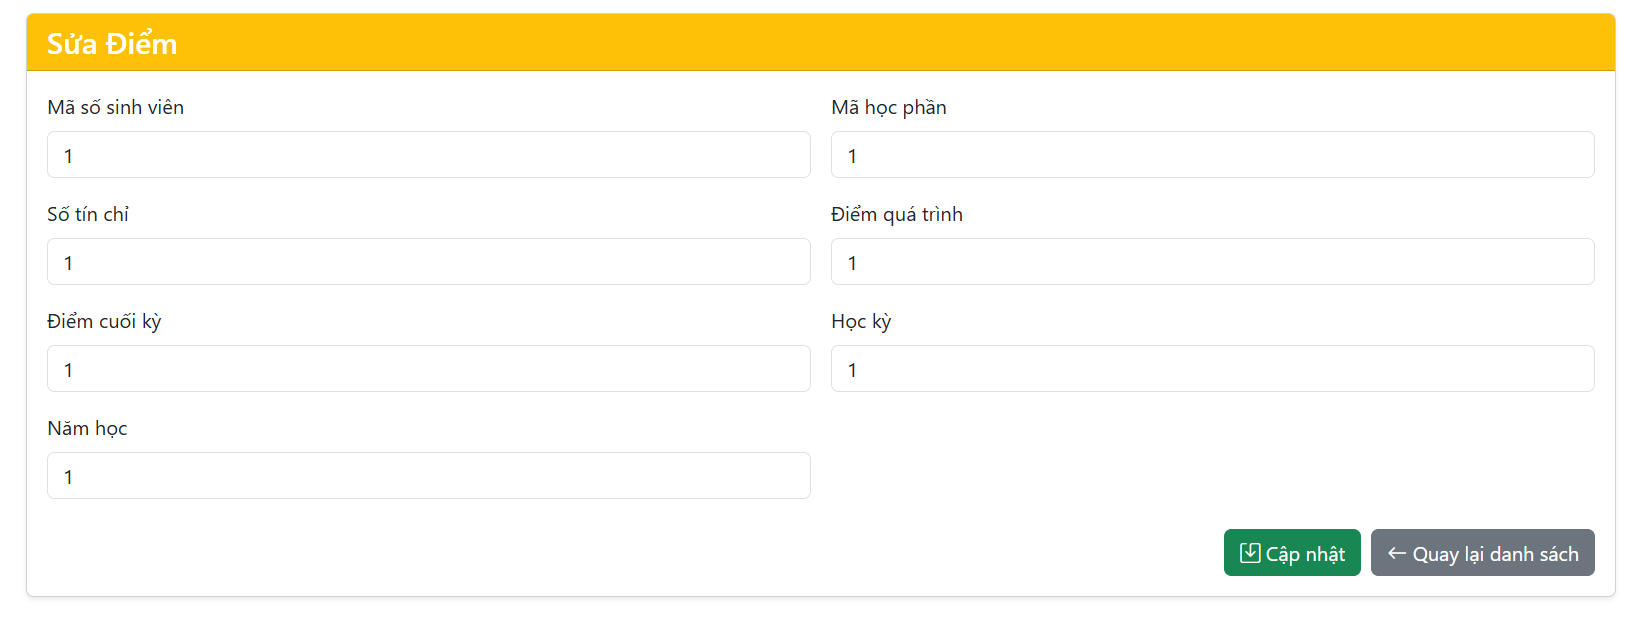 Sửa Điểm
Mã số sinh viên
Mã học phần
1
1
Số tín chỉ
Điểm quá trình
1
1
Điểm cuối kỳ
Học kỳ
1
1
Năm học
1
Cập nhật
← Quay lại danh sách